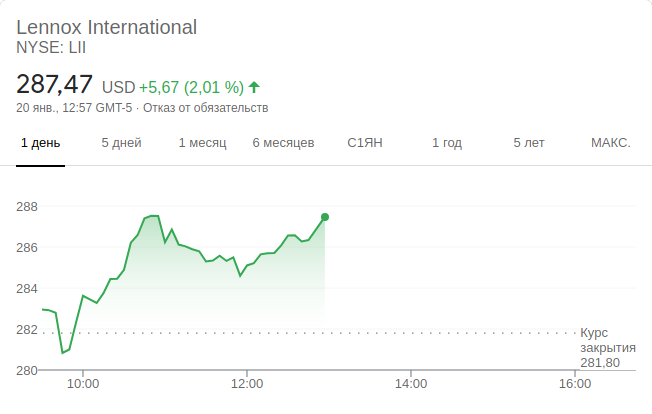 Lennox International
NYSE: LII
287,47 USD +5,67 (2,01 %)
20 янв., 12:57 GMT-5 · Отказ от обязательств
1 день 5 дней 1 месяц 6 месяцев С1ЯН 1 год 5 лет МАКС.
288
286
284
282
280
Курс
закрытия
281,80
10:00 12:00 14:00 16:00